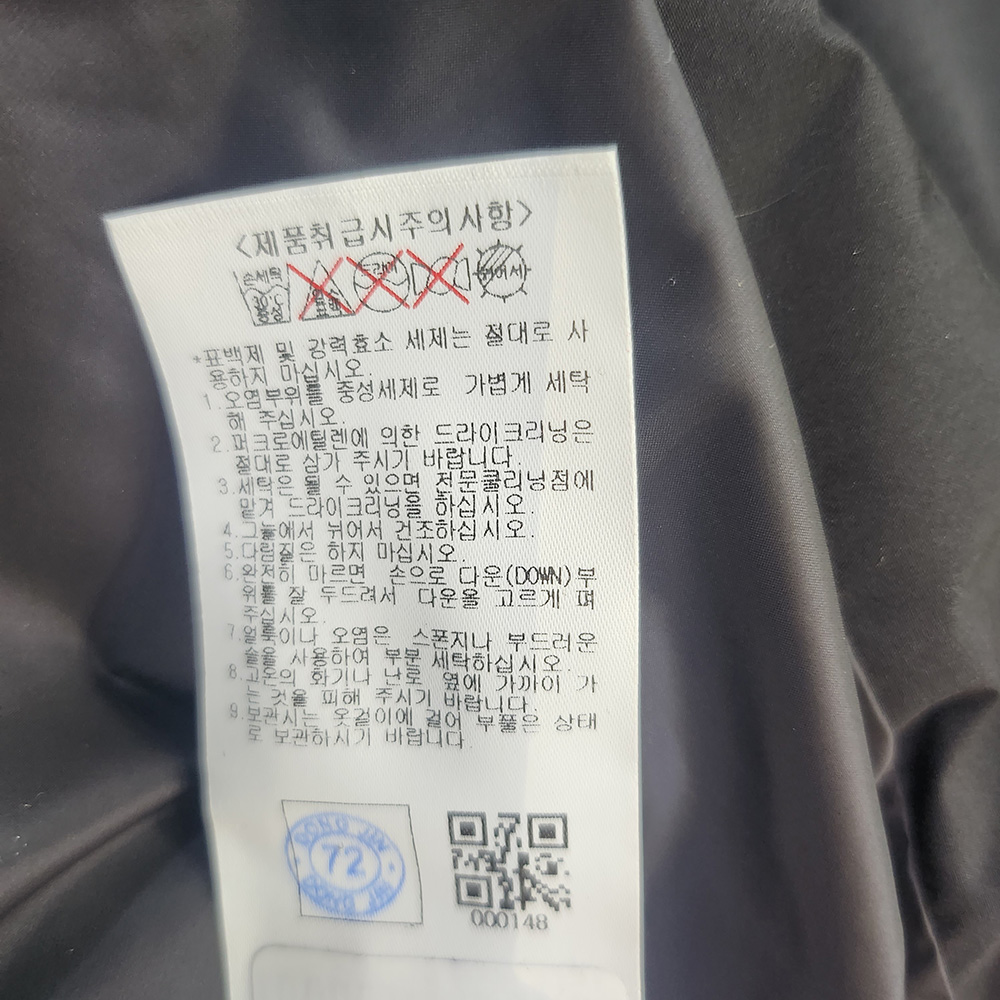 <제품취급시주의사항>
손세탁
30℃
중성
염소
표백
드라이
뉘어서
*표백제 및 강력효소 세제는 절대로 사
용하지 마십시오.
1.오염부위를 중성세제로 가볍게 세탁
해 주십시오.
2.퍼크로에틸렌에 의한 드라이크리닝은
절대로 삼가 주시기 바랍니다.
3.세탁은 될 수 있으면 전문쿨리닝점에
맡겨 드라이크리닝을 하십시오.
4.그늘에서 뉘어서 건조하십시오.
5.다림질은 하지 마십시오.
6.완전히 마르면 손으로 다운(DOWN)부
위를 잘 두드려서 다운을 고르게 펴
주십시오.
7.얼룩이나 오염은 스폰지나 부드러운
솔을 사용하여 부분 세탁하십시오.
8.고온의 화기나 난로 옆에 가까이 가
는 것을 피해 주시기 바랍니다.
9.보관시는 옷걸이에 걸어 부풀은 상태
로 보관하시기 바랍니다.
DONG JIN
72
000148